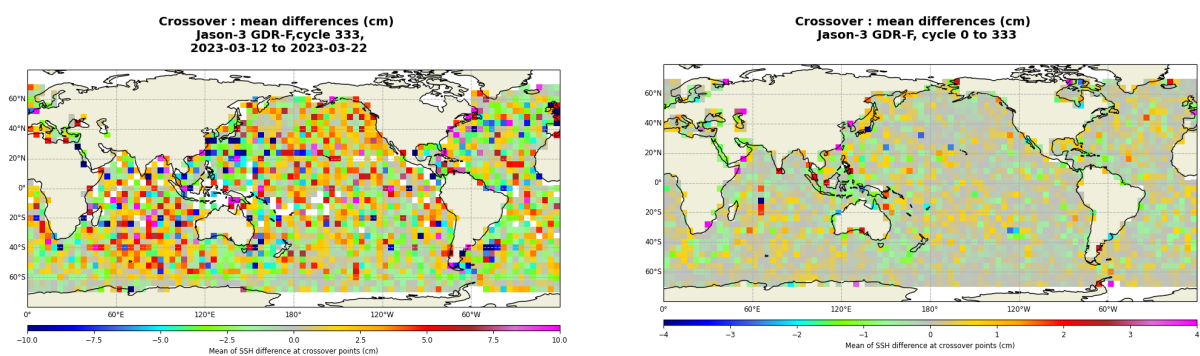 Crossover : mean differences (cm)
Jason-3 GDR-F,cycle 333,
2023-03-12 to 2023-03-22
60°N
40°N
20°N
0°
20°S
40°S
60°S
0°
60°E
120°E
180°
120°W
60°W
−10.0
−7.5
−5.0
−2.5
0.0
2.5
5.0
7.5
10.0
Mean of SSH difference at crossover points (cm)
Crossover : mean differences (cm)
Jason-3 GDR-F, cycle 0 to 333
60°N
40°N
20°N
0°
20°S
40°S
60°S
0°
60°E
120°E
180°
120°W
60°W
−4
−3
−2
−1
0
1
2
3
4
Mean of SSH difference at crossover points (cm)